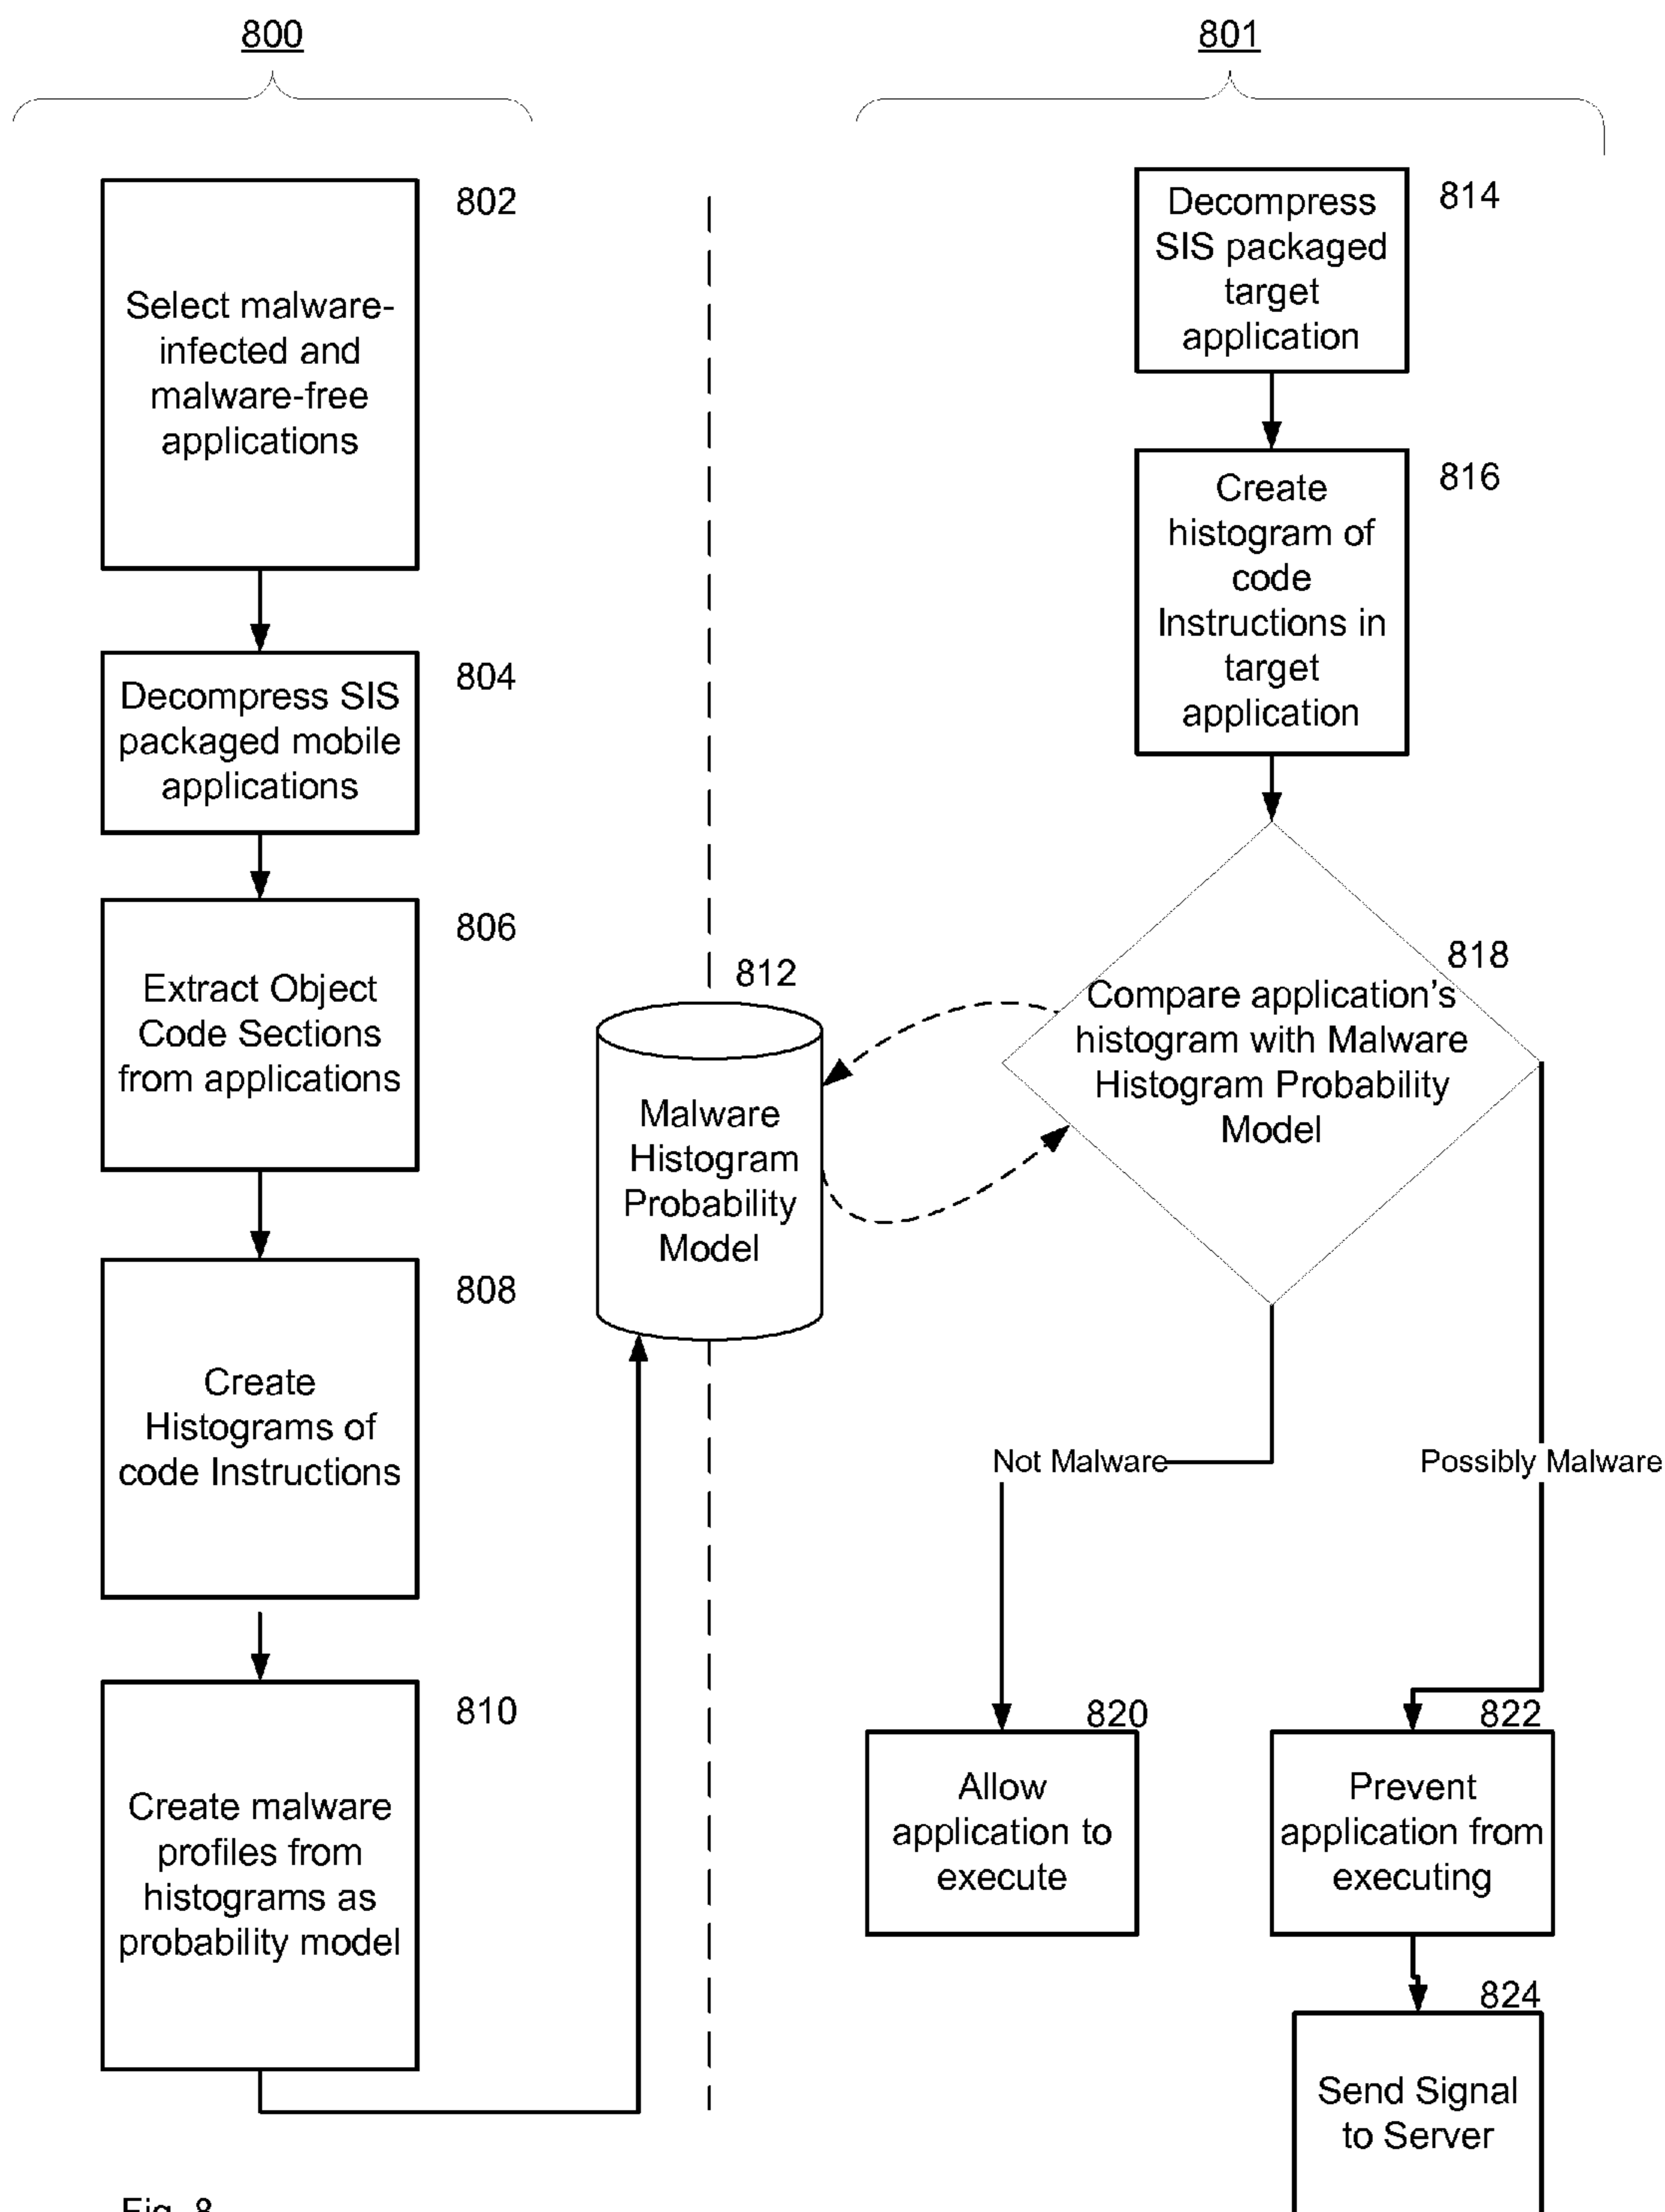 800
802
Select malware-
infected and
malware-free
applications
804
Decompress SIS
packaged mobile
applications
806
Extract Object
Code Sections
from applications
808
Create
Histograms of
code Instructions
810
Create malware
profiles from
histograms as
probability model
812
Malware
Histogram
Probability
Model
801
814
Decompress
SIS packaged
target
application
816
Create
histogram of
code
Instructions in
target
application
818
Compare application's
histogram with Malware
Histogram Probability
Model
Not Malware
Possibly Malware
820
Allow
application to
execute
822
Prevent
application from
executing
824
Send Signal
to Server
Fig. 8